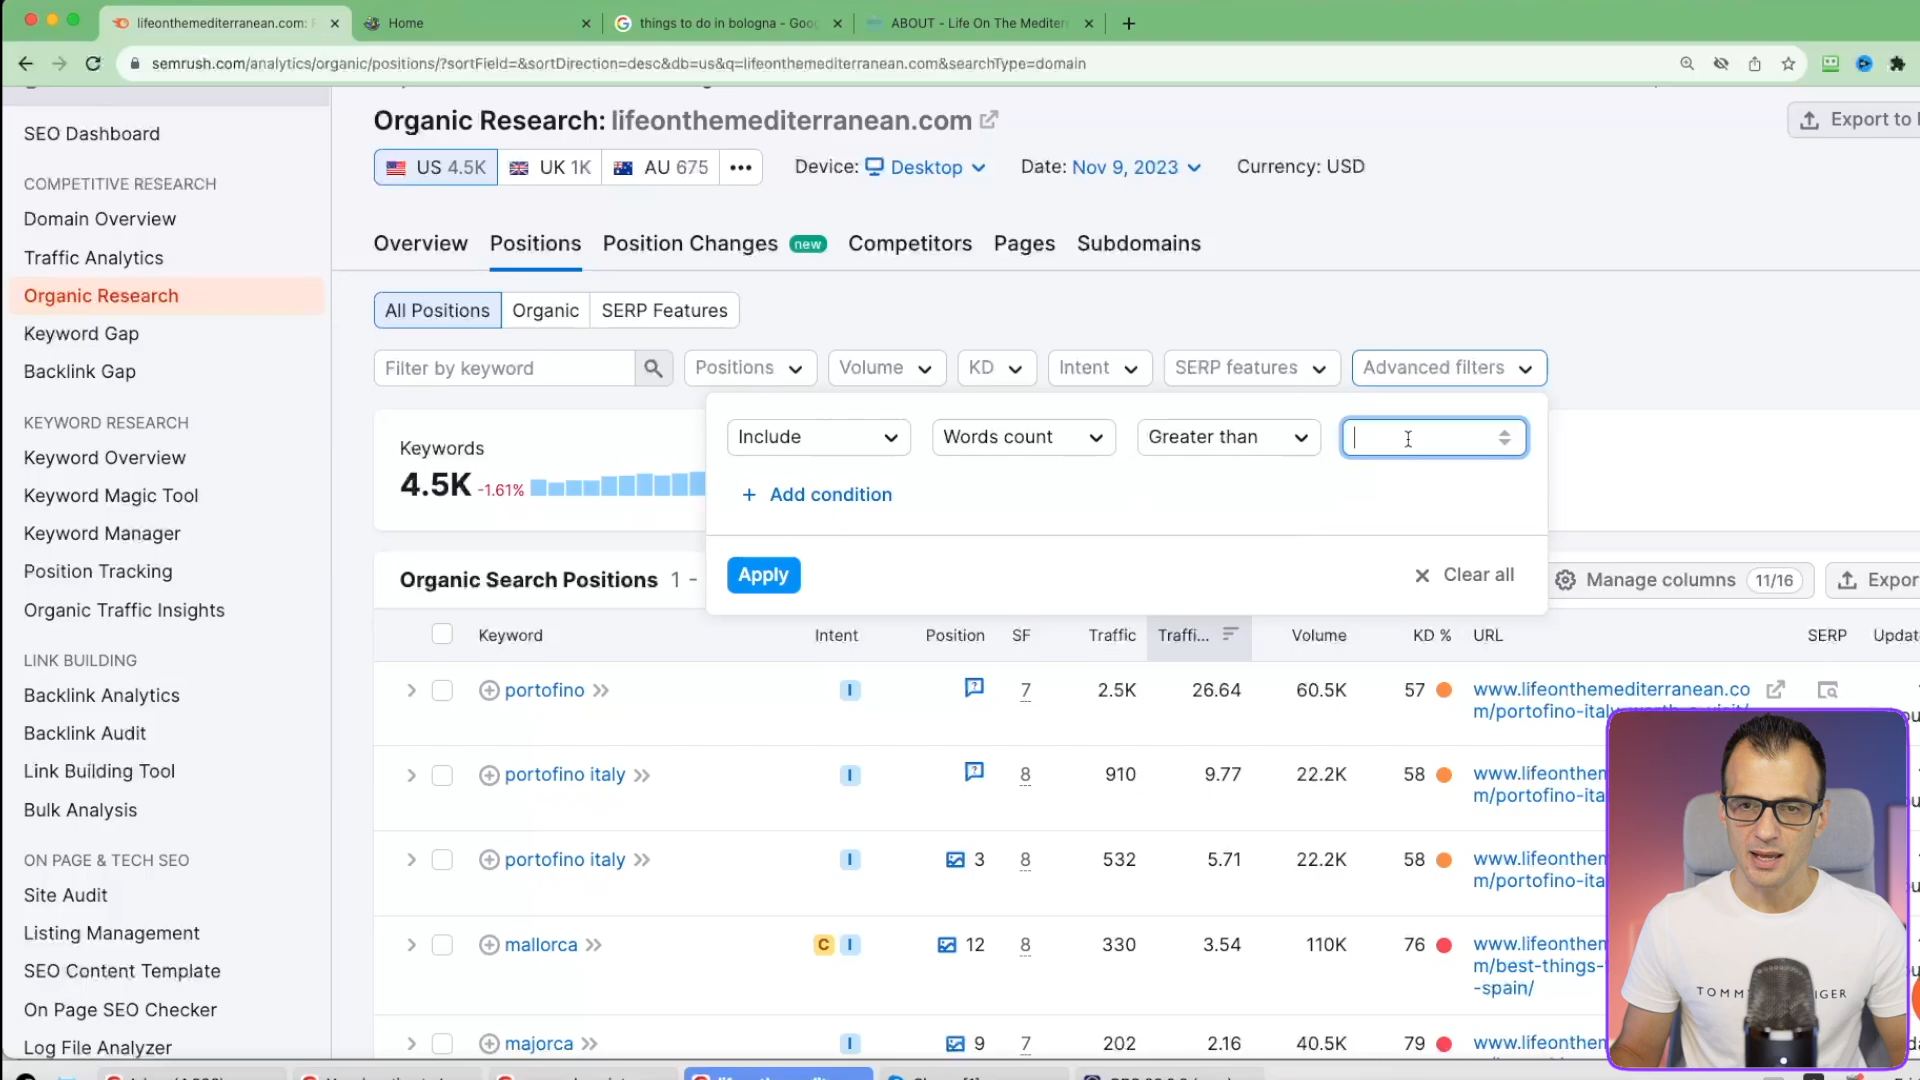 lifeonthemediterranean.com:
Home
things to do in bologna - Goo
ABOUT - Life On The Mediter
semrush.com/analytics/organic/positions/?sortField=&sortDirection=desc&db=us&q=lifeonthemediterranean.com&searchType=domain
SEO Dashboard
COMPETITIVE RESEARCH
Domain Overview
Traffic Analytics
Organic Research
Keyword Gap
Backlink Gap
KEYWORD RESEARCH
Keyword Overview
Keyword Magic Tool
Keyword Manager
Position Tracking
Organic Traffic Insights
LINK BUILDING
Backlink Analytics
Backlink Audit
Link Building Tool
Bulk Analysis
ON PAGE & TECH SEO
Site Audit
Listing Management
SEO Content Template
On Page SEO Checker
Log File Analyzer
Organic Research: lifeonthemediterranean.com
Export to
US 4.5K UK 1K AU 675 ••• Device: Desktop Date: Nov 9, 2023 Currency: USD
Overview Positions Position Changes new Competitors Pages Subdomains
All Positions Organic SERP Features
Filter by keyword Positions Volume KD Intent SERP features Advanced filters
Include Words count Greater than
+ Add condition
Apply Clear all
Keywords
4.5K -1.61%
Organic Search Positions 1 -
Manage columns 11/16 Expor
Keyword Intent Position SF Traffic Traffi... Volume KD % URL SERP Updat
portofino I 7 2.5K 26.64 60.5K 57 www.lifeonthemediterranean.co
m/portofino-italy-worth-a-visit/
portofino italy I 8 910 9.77 22.2K 58 www.lifeonthem
m/portofino-ita
portofino italy I 3 8 532 5.71 22.2K 58 www.lifeonthem
m/portofino-ita
mallorca C I 12 8 330 3.54 110K 76 www.lifeonthem
m/best-things-
-spain/
majorca I 9 7 202 2.16 40.5K 79 www.lifeonthem